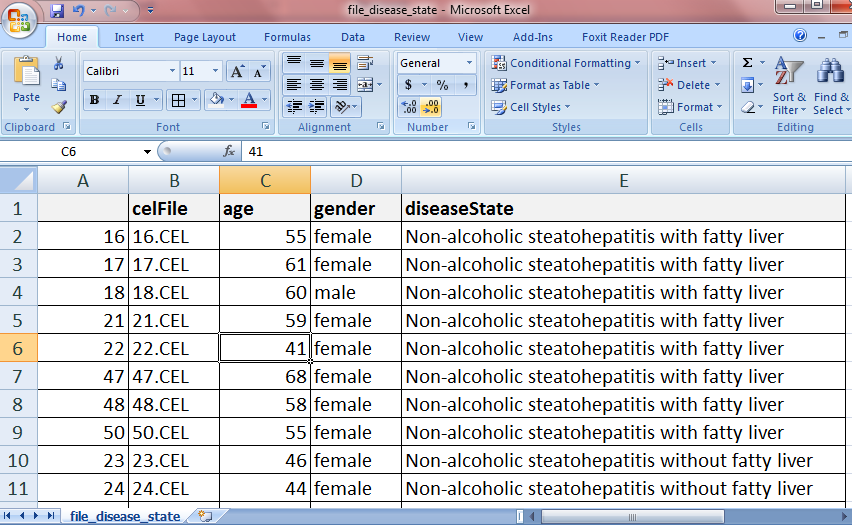 file_disease_state - Microsoft Excel
Home Insert Page Layout Formulas Data Review View Add-Ins Foxit Reader PDF
Calibri 11 A A General Conditional Formatting Insert Σ
Paste B I U A $ % , Format as Table Delete Sort & Find &
Cell Styles Format Filter Select
Clipboard Font Alignment Number Styles Cells Editing
C6 fx 41
A B C D E
1 celFile age gender diseaseState
2 16 16.CEL 55 female Non-alcoholic steatohepatitis with fatty liver
3 17 17.CEL 61 female Non-alcoholic steatohepatitis with fatty liver
4 18 18.CEL 60 male Non-alcoholic steatohepatitis with fatty liver
5 21 21.CEL 59 female Non-alcoholic steatohepatitis with fatty liver
6 22 22.CEL 41 female Non-alcoholic steatohepatitis with fatty liver
7 47 47.CEL 68 female Non-alcoholic steatohepatitis with fatty liver
8 48 48.CEL 58 female Non-alcoholic steatohepatitis with fatty liver
9 50 50.CEL 55 female Non-alcoholic steatohepatitis with fatty liver
10 23 23.CEL 46 female Non-alcoholic steatohepatitis without fatty liver
11 24 24.CEL 44 female Non-alcoholic steatohepatitis without fatty liver
file_disease_state